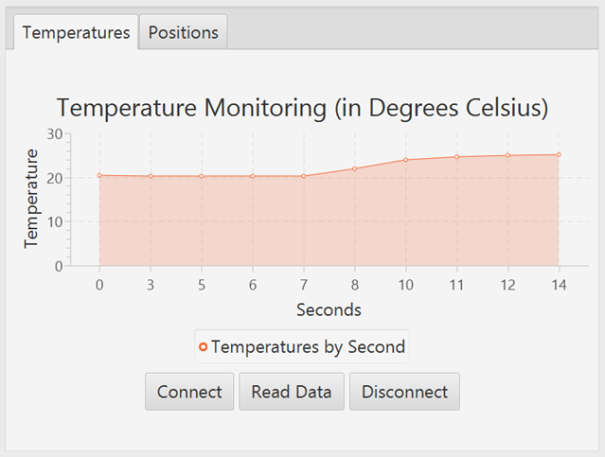 Temperatures Positions
Temperature Monitoring (in Degrees Celsius)
30
20
10
0
Temperature
0 3 5 6 7 8 10 11 12 14
Seconds
Temperatures by Second
Connect Read Data Disconnect